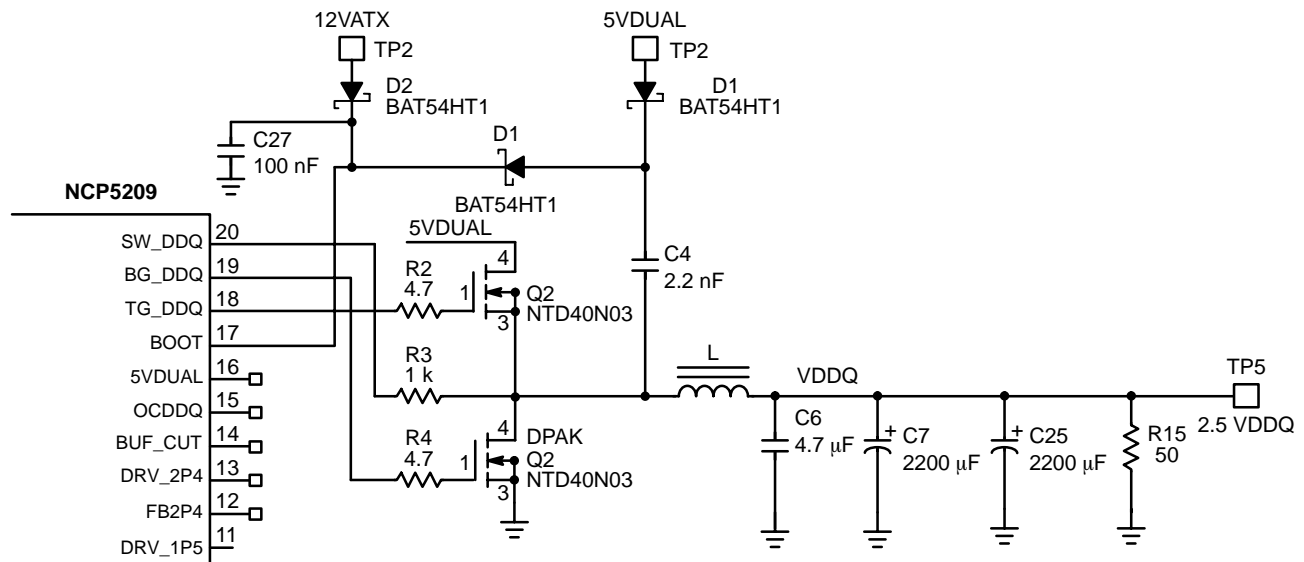 12VATX
5VDUAL
TP2
TP2
D2
BAT54HT1
D1
BAT54HT1
C27
100 nF
D1
BAT54HT1
NCP5209
5VDUAL
SW_DDQ 20
BG_DDQ 19
TG_DDQ 18
BOOT 17
5VDUAL 16
OCDDQ 15
BUF_CUT 14
DRV_2P4 13
FB2P4 12
DRV_1P5 11
R2
4.7
4
1
3
Q2
NTD40N03
C4
2.2 nF
R3
1 k
L
VDDQ
TP5
2.5 VDDQ
R4
4.7
4
1
3
DPAK
Q2
NTD40N03
C6
4.7 µF
+
C7
2200 µF
+
C25
2200 µF
R15
50